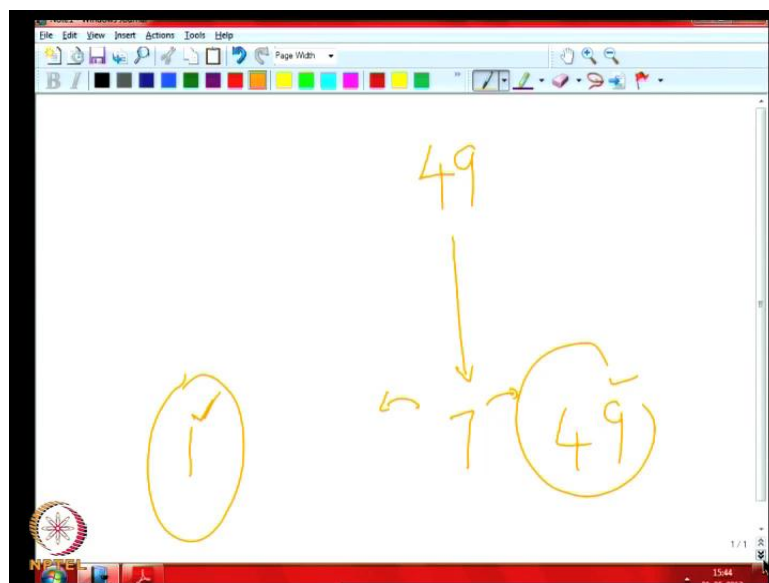 File Edit View Insert Actions Tools Help
Page Width
B I
49
1 7 49
1 / 1
NPTEL
15:44